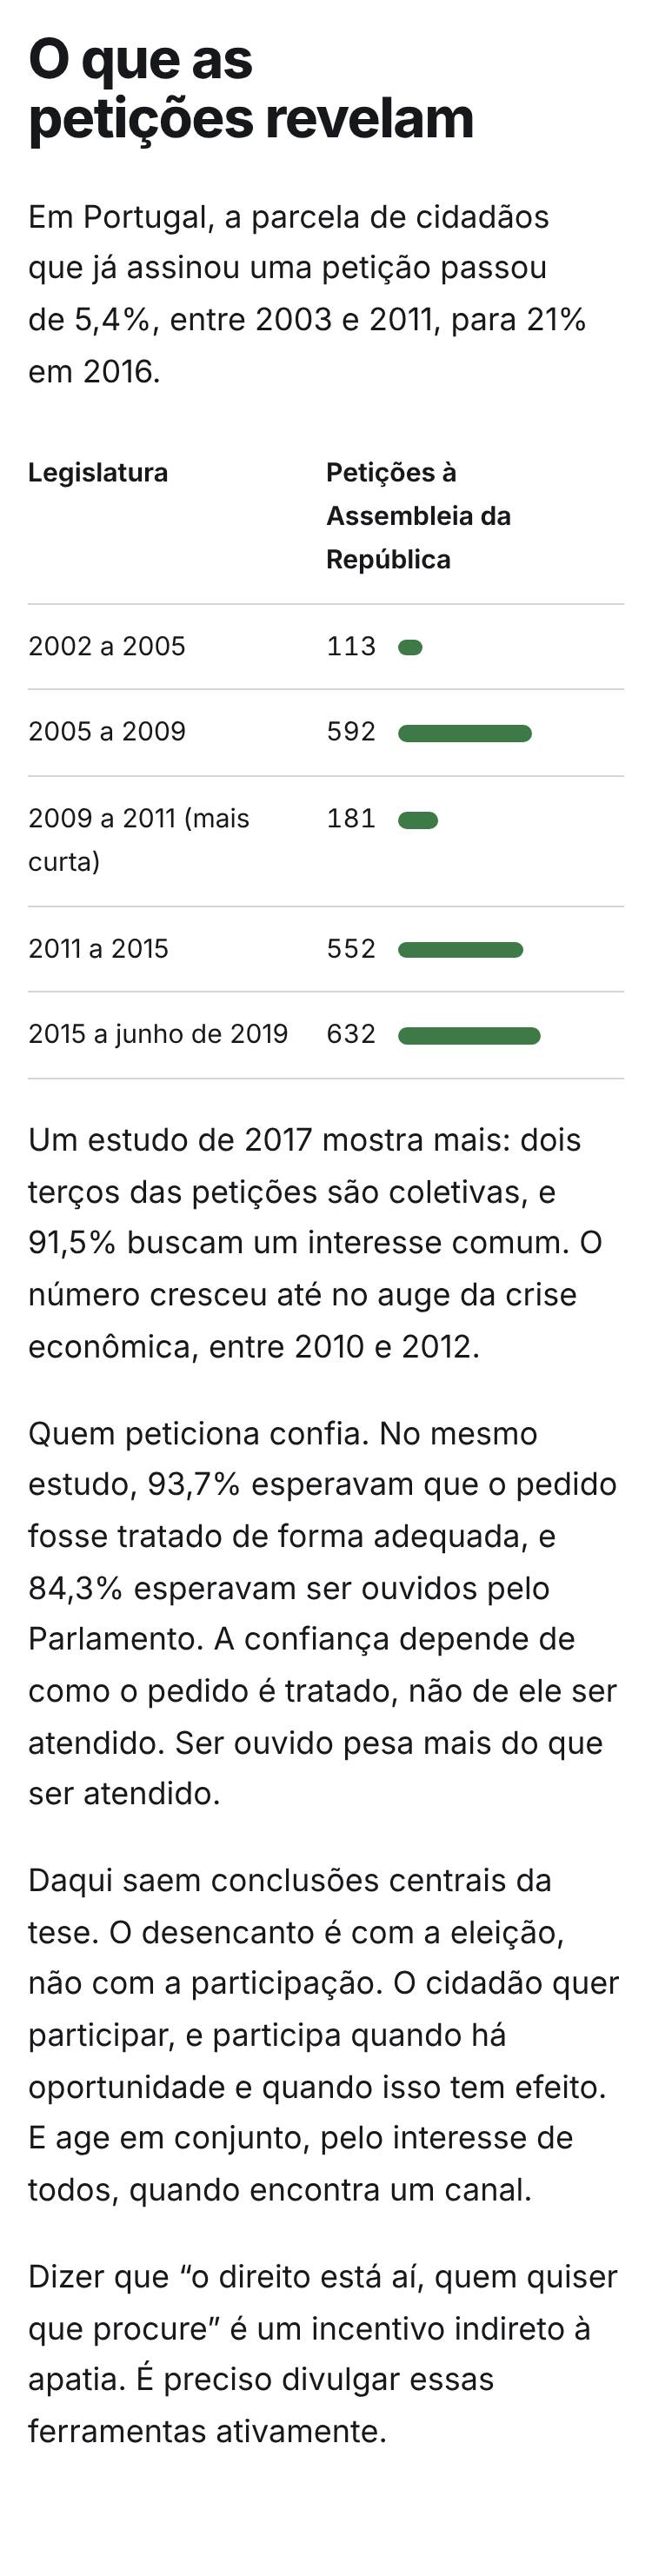 O que as
petições revelam
Em Portugal, a parcela de cidadãos
que já assinou uma petição passou
de 5,4%, entre 2003 e 2011, para 21%
em 2016.
Legislatura
Petições à
Assembleia da
República
2002 a 2005 113
2005 a 2009 592
2009 a 2011 (mais 181
curta)
2011 a 2015 552
2015 a junho de 2019 632
Um estudo de 2017 mostra mais: dois
terços das petições são coletivas, e
91,5% buscam um interesse comum. O
número cresceu até no auge da crise
econômica, entre 2010 e 2012.
Quem peticiona confia. No mesmo
estudo, 93,7% esperavam que o pedido
fosse tratado de forma adequada, e
84,3% esperavam ser ouvidos pelo
Parlamento. A confiança depende de
como o pedido é tratado, não de ele ser
atendido. Ser ouvido pesa mais do que
ser atendido.
Daqui saem conclusões centrais da
tese. O desencanto é com a eleição,
não com a participação. O cidadão quer
participar, e participa quando há
oportunidade e quando isso tem efeito.
E age em conjunto, pelo interesse de
todos, quando encontra um canal.
Dizer que “o direito está aí, quem quiser
que procure” é um incentivo indireto à
apatia. É preciso divulgar essas
ferramentas ativamente.